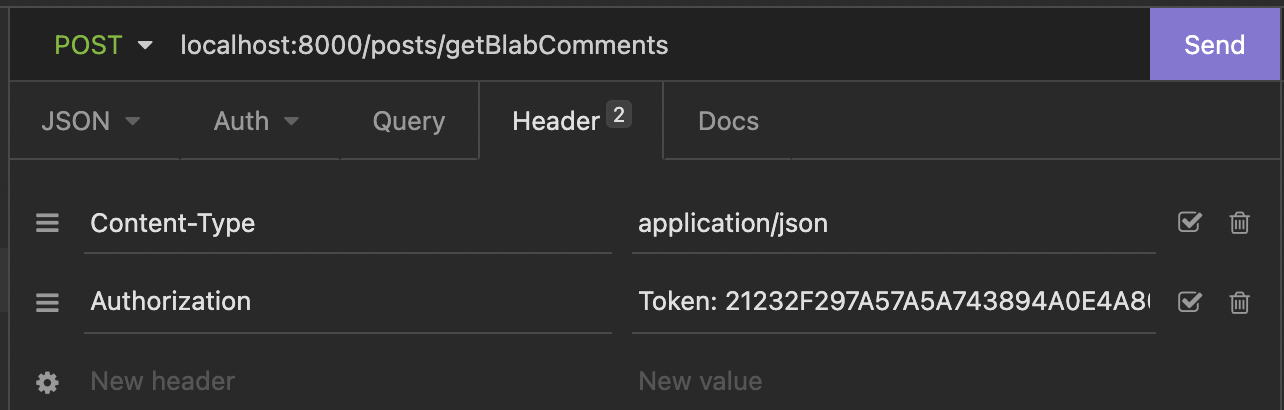 POST localhost:8000/posts/getBlabComments Send
JSON Auth Query Header 2 Docs
Content-Type application/json
Authorization Token: 21232F297A57A5A743894A0E4A8
New header New value